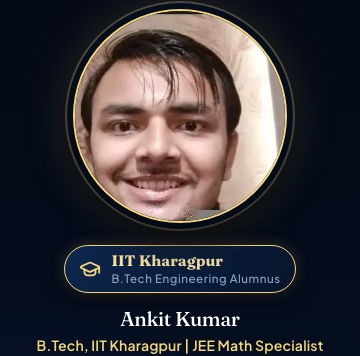 IIT Kharagpur
B.Tech Engineering Alumnus
Ankit Kumar
B.Tech, IIT Kharagpur | JEE Math Specialist